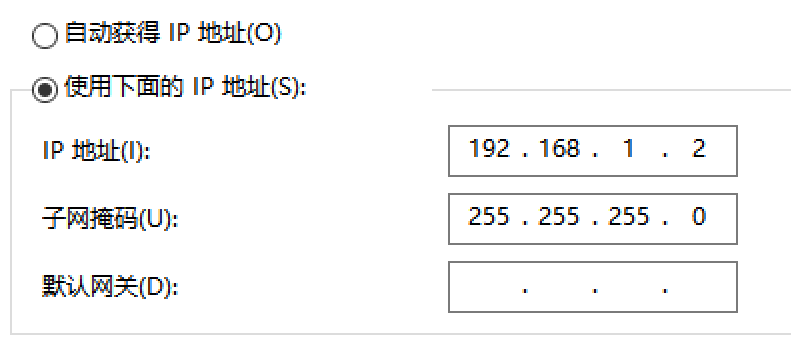 自动获得 IP 地址(O)
使用下面的 IP 地址(S):
IP 地址(I): 192 . 168 . 1 . 2
子网掩码(U): 255 . 255 . 255 . 0
默认网关(D): . . .